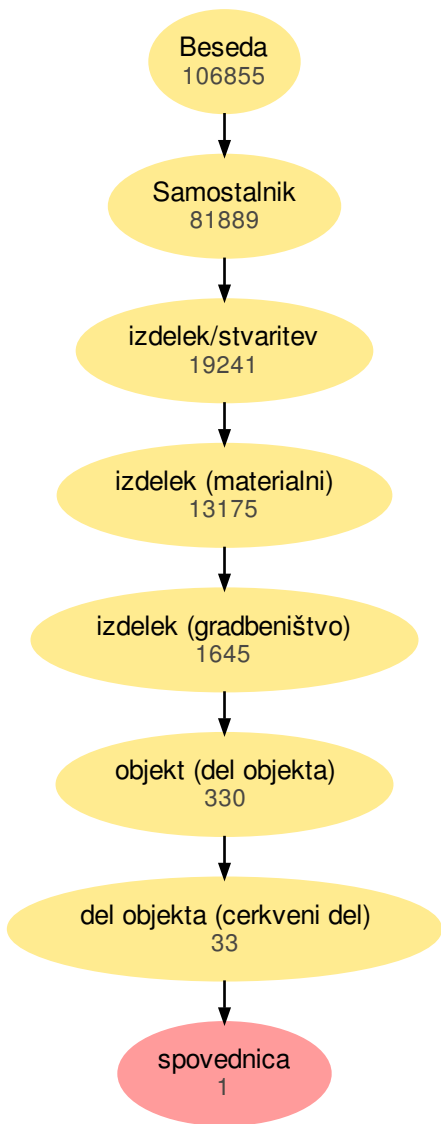 Beseda
106855
Samostalnik
81889
izdelek/stvaritev
19241
izdelek (materialni)
13175
izdelek (gradbeništvo)
1645
objekt (del objekta)
330
del objekta (cerkveni del)
33
spovednica
1